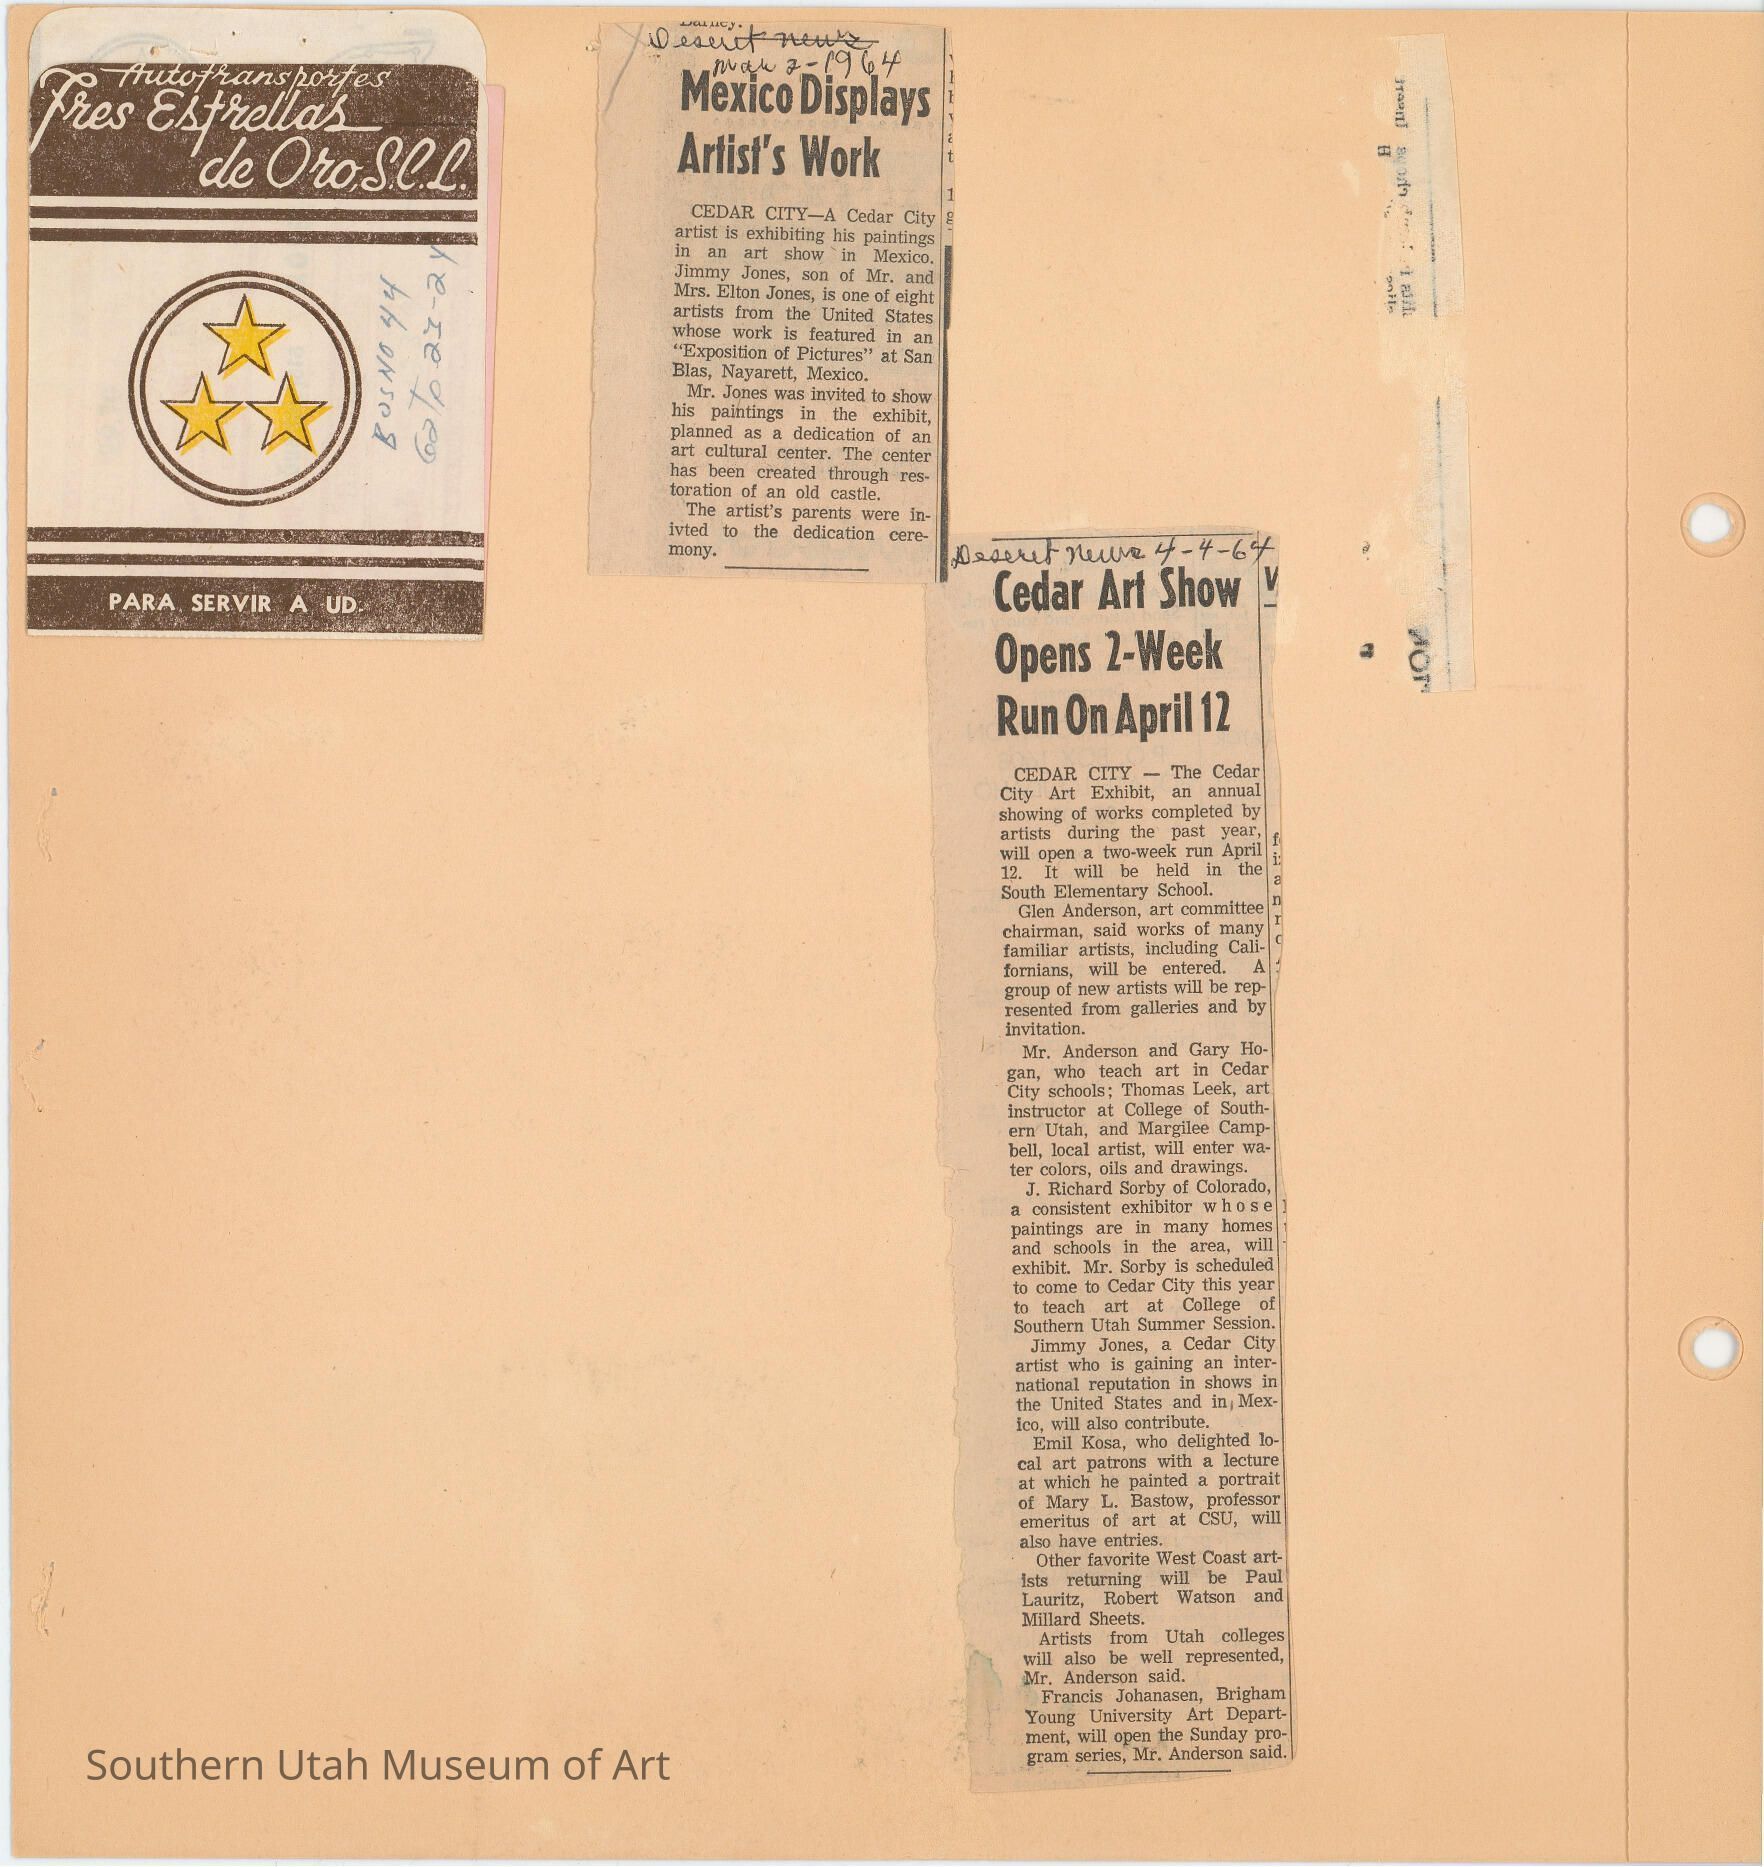 Autotransportes
Tres Estrellas
de Oro S.C.L.
PARA SERVIR A UD.
Barney.
Deseret News
Mar 2-1964
Mexico Displays
Artist's Work
CEDAR CITY—A Cedar City
artist is exhibiting his paintings
in an art show in Mexico.
Jimmy Jones, son of Mr. and
Mrs. Elton Jones, is one of eight
artists from the United States
whose work is featured in an
“Exposition of Pictures” at San
Blas, Nayarett, Mexico.
Mr. Jones was invited to show
his paintings in the exhibit,
planned as a dedication of an
art cultural center. The center
has been created through res-
toration of an old castle.
The artist's parents were in-
ivted to the dedication cere-
mony.
Deseret News 4-4-64
Cedar Art Show
Opens 2-Week
Run On April 12
CEDAR CITY — The Cedar
City Art Exhibit, an annual
showing of works completed by
artists during the past year,
will open a two-week run April
12. It will be held in the
South Elementary School.
Glen Anderson, art committee
chairman, said works of many
familiar artists, including Cali-
fornians, will be entered. A
group of new artists will be rep-
resented from galleries and by
invitation.
Mr. Anderson and Gary Ho-
gan, who teach art in Cedar
City schools; Thomas Leek, art
instructor at College of South-
ern Utah, and Margilee Camp-
bell, local artist, will enter wa-
ter colors, oils and drawings.
J. Richard Sorby of Colorado,
a consistent exhibitor whose
paintings are in many homes
and schools in the area, will
exhibit. Mr. Sorby is scheduled
to come to Cedar City this year
to teach art at College of
Southern Utah Summer Session.
Jimmy Jones, a Cedar City
artist who is gaining an inter-
national reputation in shows in
the United States and in Mex-
ico, will also contribute.
Emil Kosa, who delighted lo-
cal art patrons with a lecture
at which he painted a portrait
of Mary L. Bastow, professor
emeritus of art at CSU, will
also have entries.
Other favorite West Coast art-
ists returning will be Paul
Lauritz, Robert Watson and
Millard Sheets.
Artists from Utah colleges
will also be well represented,
Mr. Anderson said.
Francis Johanasen, Brigham
Young University Art Depart-
ment, will open the Sunday pro-
gram series, Mr. Anderson said.
Southern Utah Museum of Art